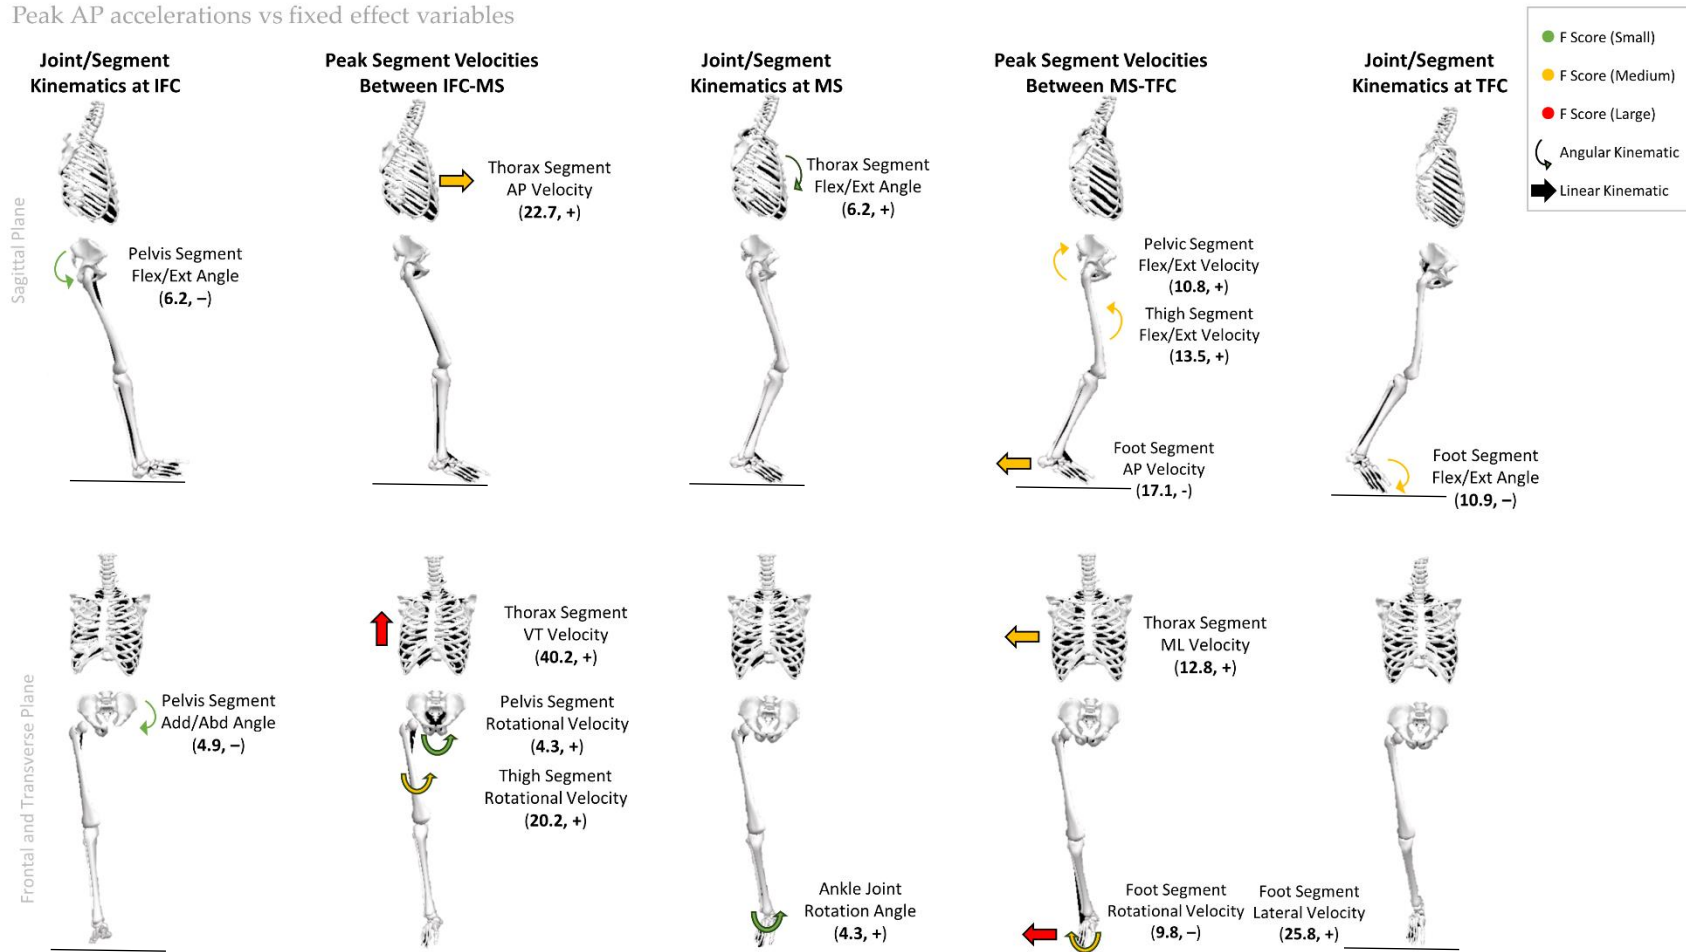 Peak AP accelerations vs fixed effect variables
Joint/Segment
Kinematics at IFC
Peak Segment Velocities
Between IFC-MS
Joint/Segment
Kinematics at MS
Peak Segment Velocities
Between MS-TFC
Joint/Segment
Kinematics at TFC
F Score (Small)
F Score (Medium)
F Score (Large)
Angular Kinematic
Linear Kinematic
Sagittal Plane
Pelvis Segment
Flex/Ext Angle
(6.2, –)
Thorax Segment
AP Velocity
(22.7, +)
Thorax Segment
Flex/Ext Angle
(6.2, +)
Pelvic Segment
Flex/Ext Velocity
(10.8, +)
Thigh Segment
Flex/Ext Velocity
(13.5, +)
Foot Segment
AP Velocity
(17.1, -)
Foot Segment
Flex/Ext Angle
(10.9, –)
Frontal and Transverse Plane
Pelvis Segment
Add/Abd Angle
(4.9, –)
Thorax Segment
VT Velocity
(40.2, +)
Pelvis Segment
Rotational Velocity
(4.3, +)
Thigh Segment
Rotational Velocity
(20.2, +)
Ankle Joint
Rotation Angle
(4.3, +)
Thorax Segment
ML Velocity
(12.8, +)
Foot Segment
Rotational Velocity
(9.8, –)
Foot Segment
Lateral Velocity
(25.8, +)